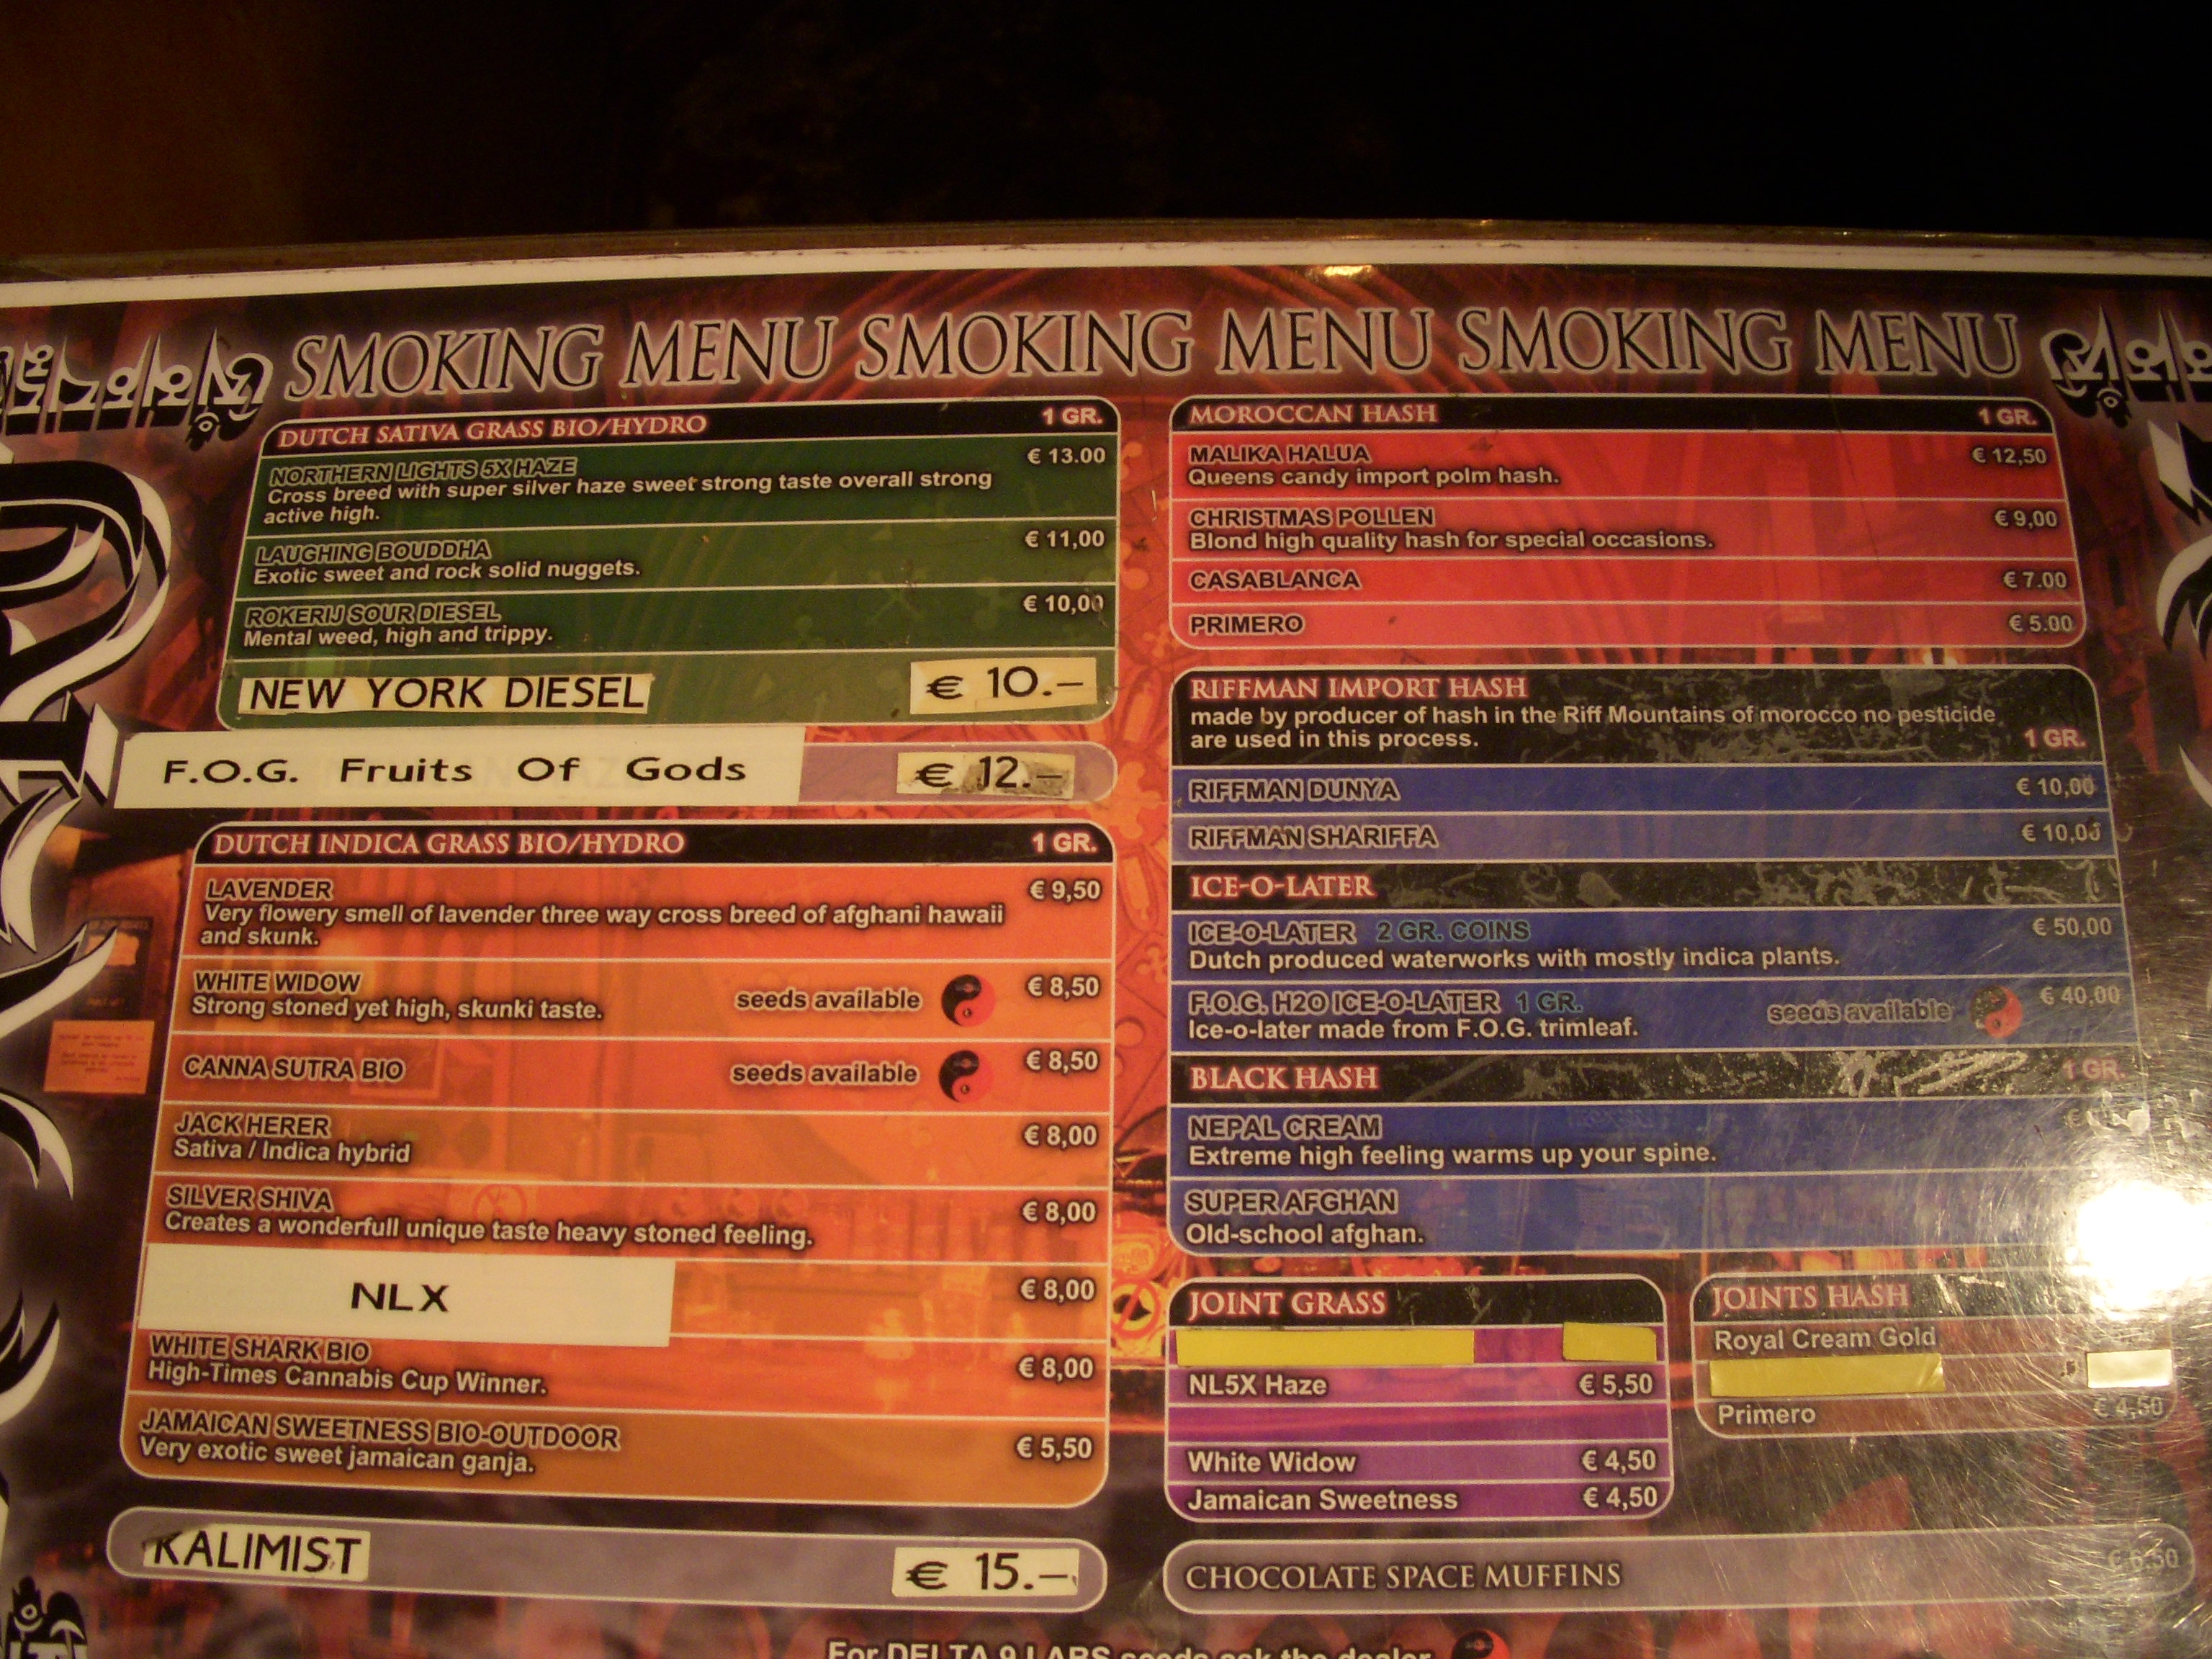 SMOKING MENU SMOKING MENU SMOKING MENU
DUTCH SATIVA GRASS BIO/HYDRO 1 GR.
NORTHERN LIGHTS 5X HAZE € 13.00
Cross breed with super silver haze sweet strong taste overall strong
active high.
LAUGHING BOUDDHA € 11,00
Exotic sweet and rock solid nuggets.
ROKERIJ SOUR DIESEL € 10,00
Mental weed, high and trippy.
NEW YORK DIESEL € 10.–
F.O.G. Fruits Of Gods € 12.–
DUTCH INDICA GRASS BIO/HYDRO 1 GR.
LAVENDER € 9,50
Very flowery smell of lavender three way cross breed of afghani hawaii
and skunk.
WHITE WIDOW € 8,50
Strong stoned yet high, skunki taste. seeds available
CANNA SUTRA BIO seeds available € 8,50
JACK HERER € 8,00
Sativa / Indica hybrid
SILVER SHIVA € 8,00
Creates a wonderfull unique taste heavy stoned feeling.
NLX € 8,00
WHITE SHARK BIO € 8,00
High-Times Cannabis Cup Winner.
JAMAICAN SWEETNESS BIO-OUTDOOR € 5,50
Very exotic sweet jamaican ganja.
KALIMIST € 15.–
MOROCCAN HASH 1 GR.
MALIKA HALUA € 12,50
Queens candy import polm hash.
CHRISTMAS POLLEN € 9,00
Blond high quality hash for special occasions.
CASABLANCA € 7.00
PRIMERO € 5.00
RIFFMAN IMPORT HASH
made by producer of hash in the Riff Mountains of morocco no pesticide
are used in this process. 1 GR.
RIFFMAN DUNYA € 10,00
RIFFMAN SHARIFFA € 10,00
ICE-O-LATER
ICE-O-LATER 2 GR. COINS € 50,00
Dutch produced waterworks with mostly indica plants.
F.O.G. H2O ICE-O-LATER 1 GR. seeds available € 40,00
Ice-o-later made from F.O.G. trimleaf.
BLACK HASH 1 GR.
NEPAL CREAM €
Extreme high feeling warms up your spine.
SUPER AFGHAN
Old-school afghan.
JOINT GRASS
NL5X Haze € 5,50
White Widow € 4,50
Jamaican Sweetness € 4,50
JOINTS HASH
Royal Cream Gold
Primero € 4,50
CHOCOLATE SPACE MUFFINS € 6.50
For DELTA 9 LABS seeds ask the dealer